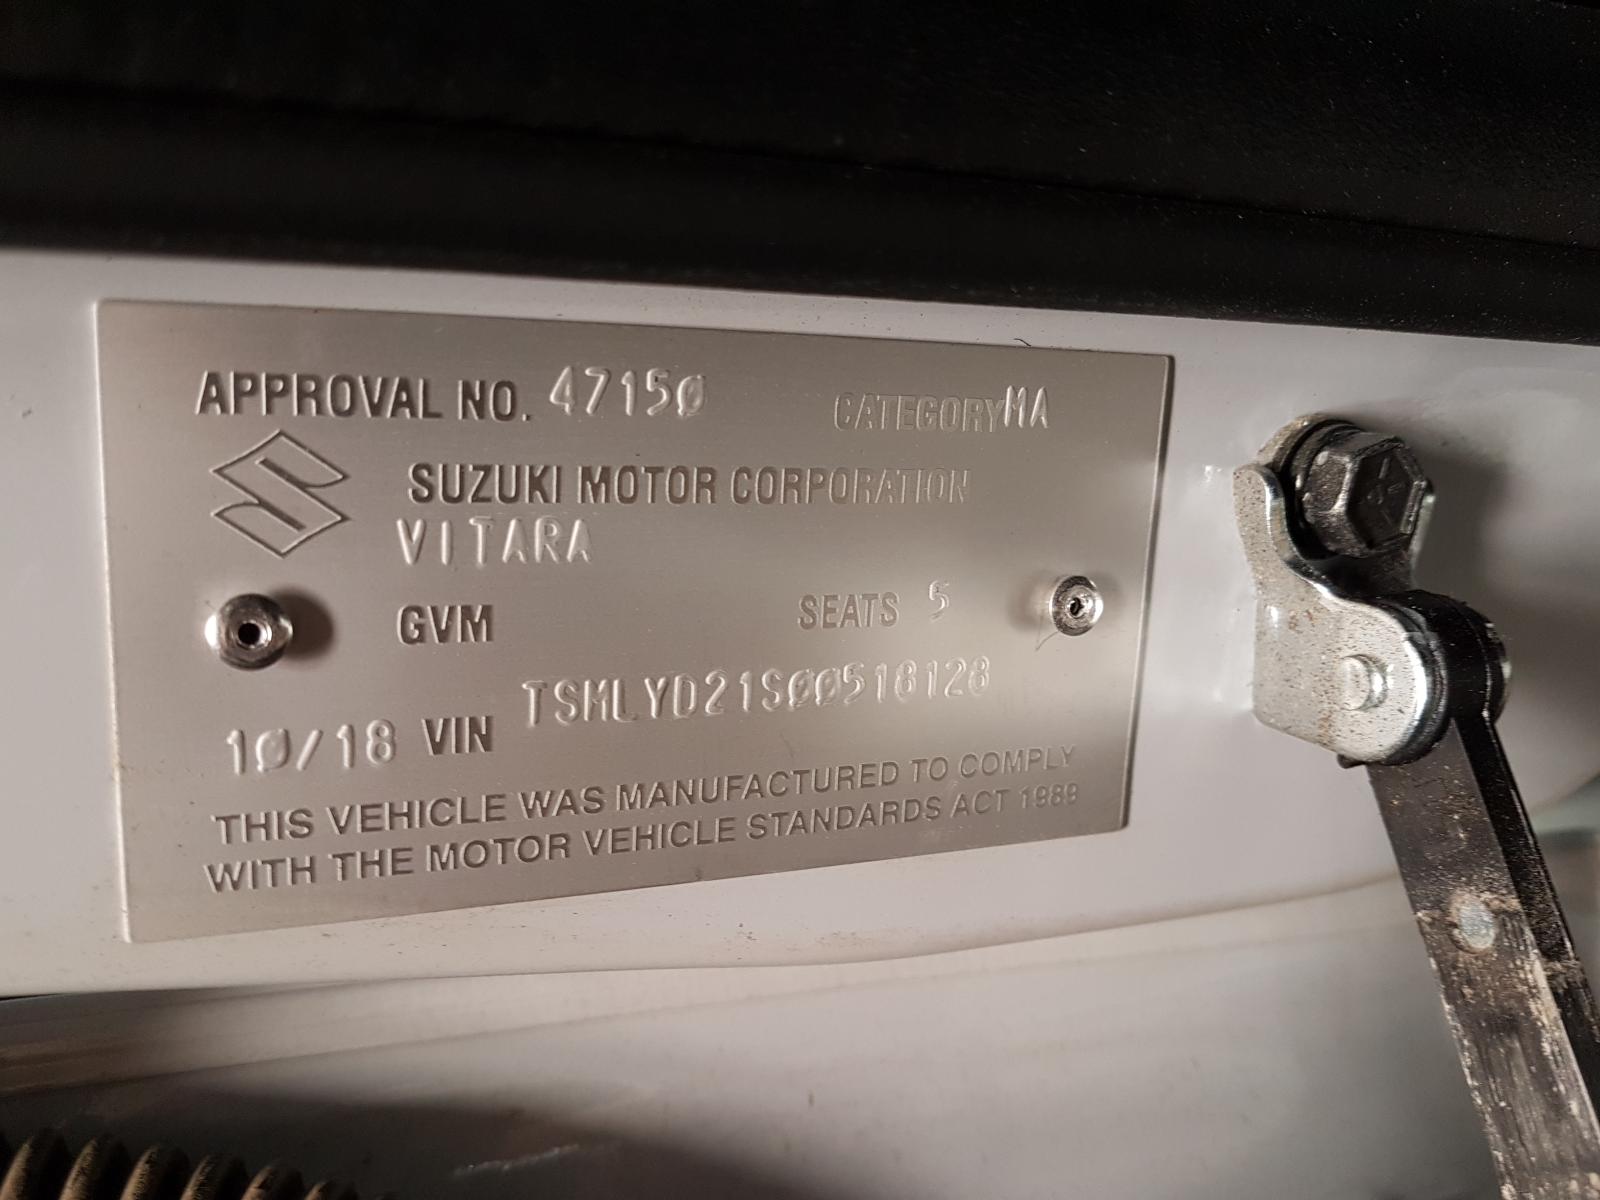 APPROVAL NO. 47150 CATEGORY MA
SUZUKI MOTOR CORPORATION
VITARA
GVM SEATS 5
10/18 VIN TSMLYD21S00518128
THIS VEHICLE WAS MANUFACTURED TO COMPLY
WITH THE MOTOR VEHICLE STANDARDS ACT 1989